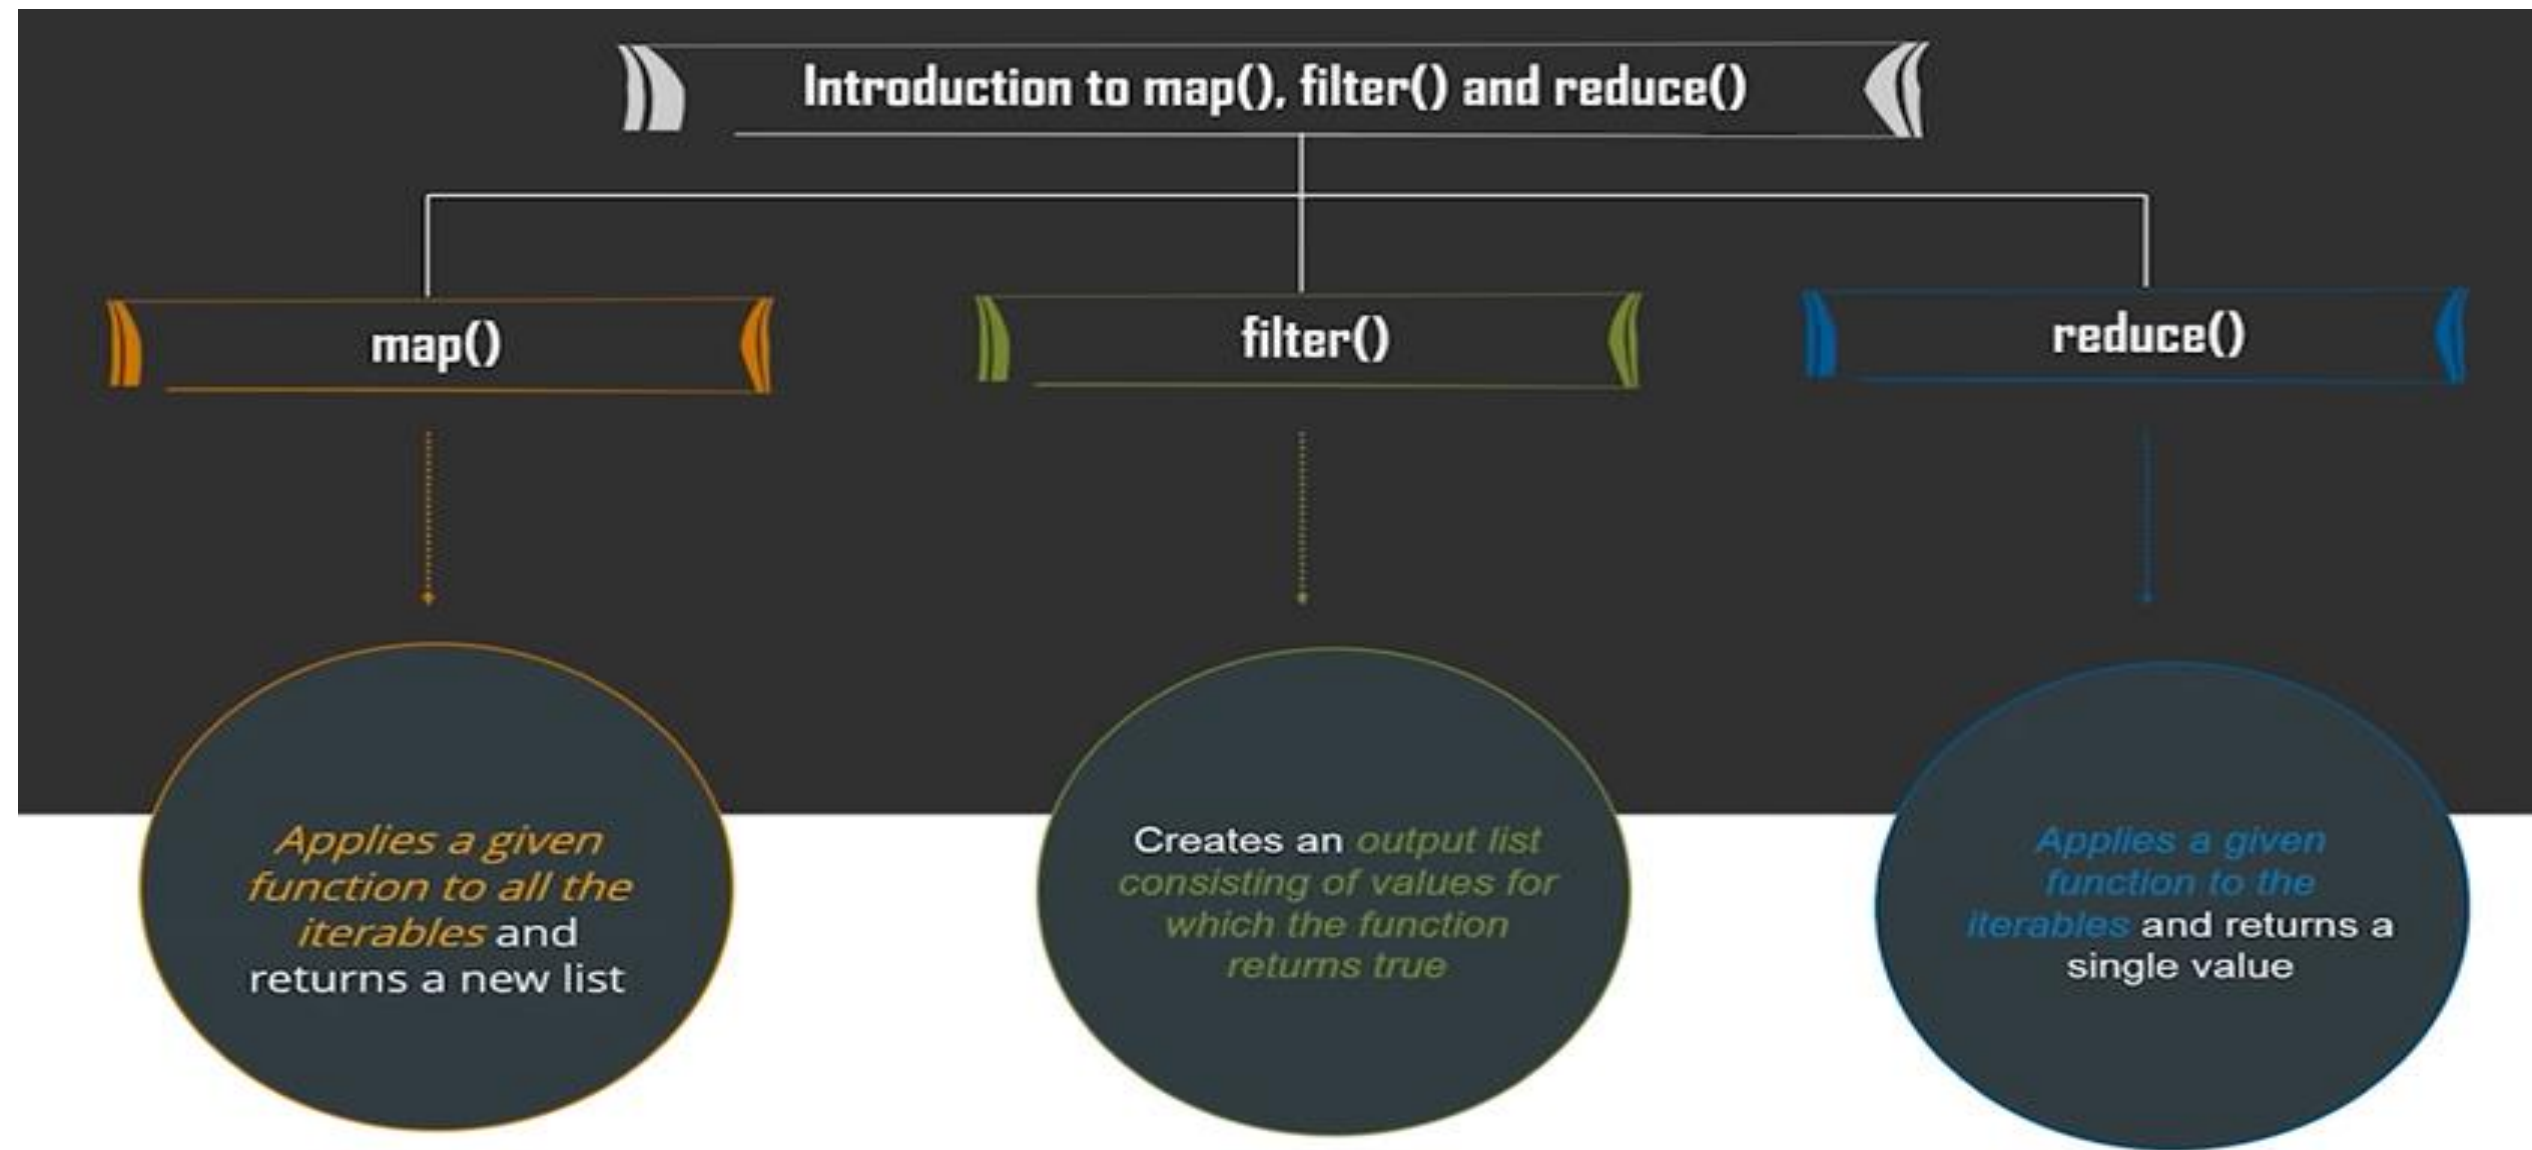 Introduction to map(), filter() and reduce()
map()
filter()
reduce()
Applies a given
function to all the
iterables and
returns a new list
Creates an output list
consisting of values for
which the function
returns true
Applies a given
function to the
iterables and returns a
single value